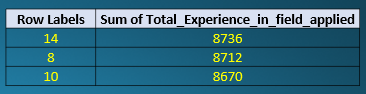 Row Labels Sum of Total_Experience_in_field_applied
14 8736
8 8712
10 8670